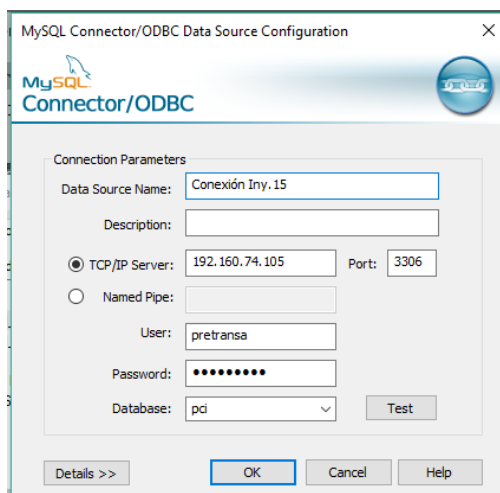 MySQL Connector/ODBC Data Source Configuration
MySQL
Connector/ODBC
Connection Parameters
Data Source Name: Conexión Iny.15
Description:
TCP/IP Server: 192.160.74.105 Port: 3306
Named Pipe:
User: pretransa
Password: •••••••••
Database: pci Test
Details >> OK Cancel Help